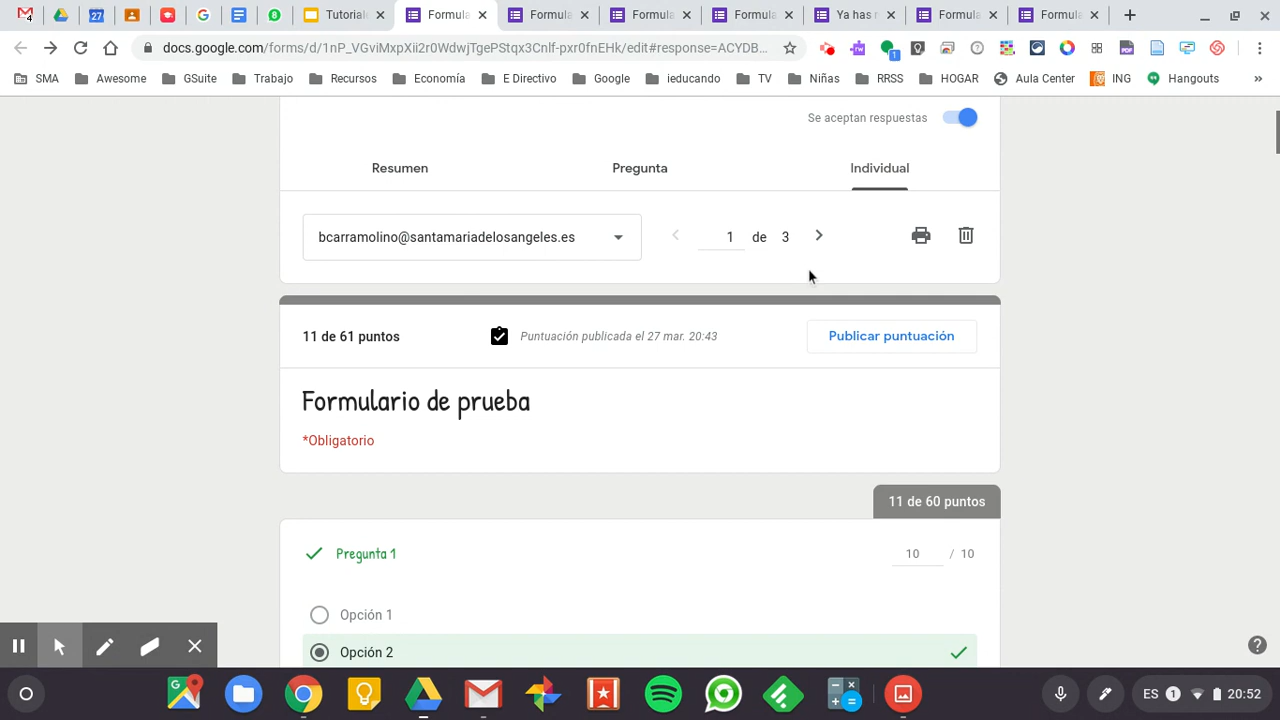 Tutoriale
Formula
Formula
Formula
Formula
Ya has r
Formula
Formula
docs.google.com/forms/d/1nP_VGviMxpXii2r0WdwjTgePStqx3CnIf-pxr0fnEHk/edit#response=ACYDB...
SMA Awesome GSuite Trabajo Recursos Economía E Directivo Google ieducando TV Niñas RRSS HOGAR Aula Center ING Hangouts »
Se aceptan respuestas
Resumen Pregunta Individual
bcarramolino@santamariadelosangeles.es 1 de 3
11 de 61 puntos Puntuación publicada el 27 mar. 20:43 Publicar puntuación
Formulario de prueba
*Obligatorio
11 de 60 puntos
Pregunta 1 10 / 10
Opción 1
Opción 2
ES 1 20:52